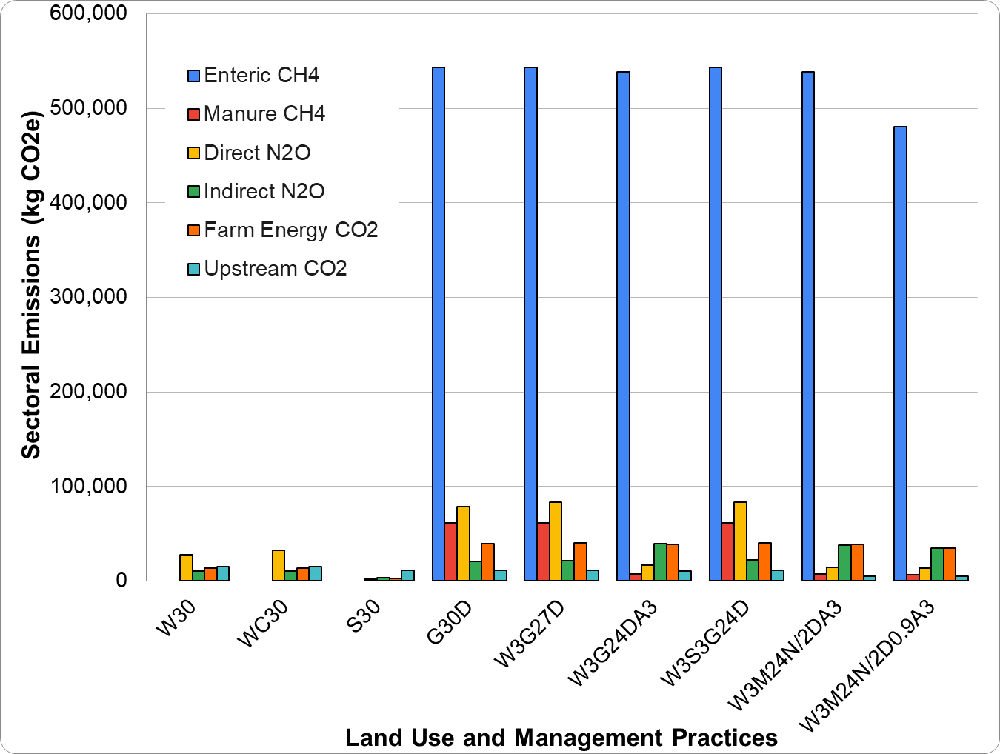 600,000
500,000
400,000
300,000
200,000
100,000
0
Sectoral Emissions (kg CO2e)
Enteric CH4
Manure CH4
Direct N2O
Indirect N2O
Farm Energy CO2
Upstream CO2
W30
WC30
S30
G30D
W3G27D
W3G24DA3
W3S3G24D
W3M24N/2DA3
W3M24N/2D0.9A3
Land Use and Management Practices